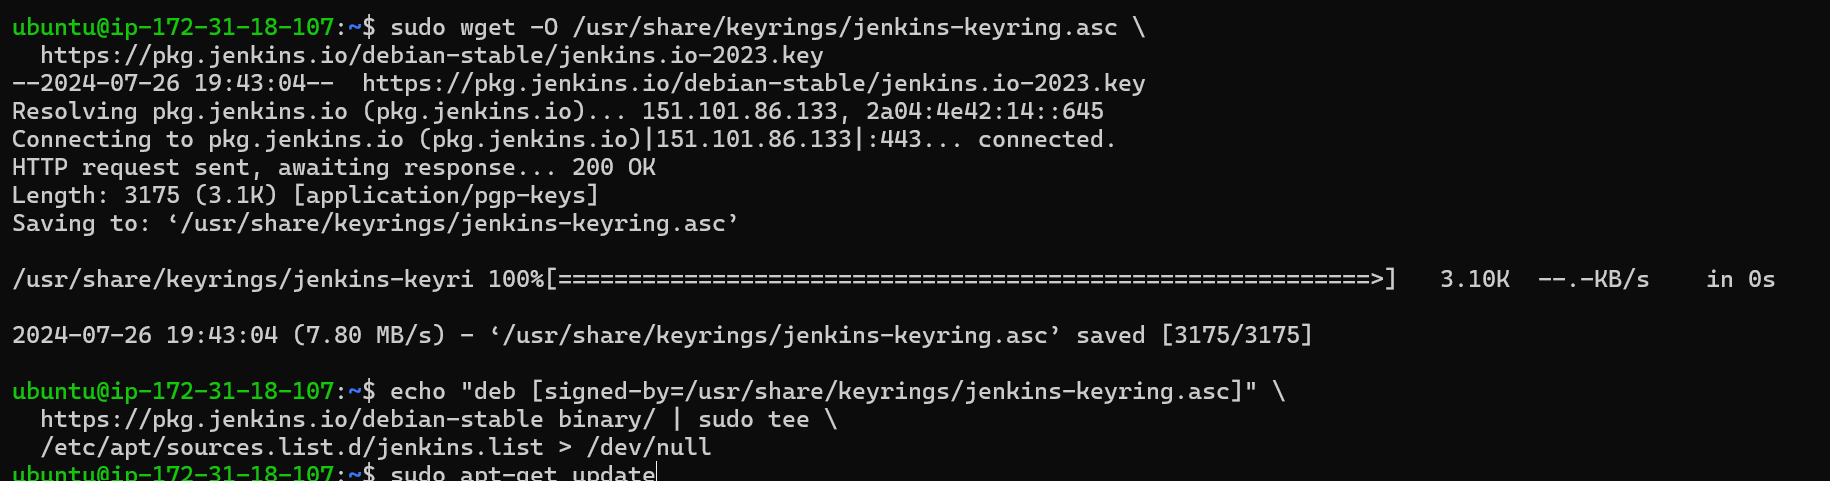 ubuntu@ip-172-31-18-107:~$ sudo wget -O /usr/share/keyrings/jenkins-keyring.asc \
  https://pkg.jenkins.io/debian-stable/jenkins.io-2023.key
--2024-07-26 19:43:04--  https://pkg.jenkins.io/debian-stable/jenkins.io-2023.key
Resolving pkg.jenkins.io (pkg.jenkins.io)... 151.101.86.133, 2a04:4e42:14::645
Connecting to pkg.jenkins.io (pkg.jenkins.io)|151.101.86.133|:443... connected.
HTTP request sent, awaiting response... 200 OK
Length: 3175 (3.1K) [application/pgp-keys]
Saving to: ‘/usr/share/keyrings/jenkins-keyring.asc’
/usr/share/keyrings/jenkins-keyri 100%[==========================================================>]   3.10K  --.-KB/s    in 0s
2024-07-26 19:43:04 (7.80 MB/s) - ‘/usr/share/keyrings/jenkins-keyring.asc’ saved [3175/3175]
ubuntu@ip-172-31-18-107:~$ echo "deb [signed-by=/usr/share/keyrings/jenkins-keyring.asc]" \
  https://pkg.jenkins.io/debian-stable binary/ | sudo tee \
  /etc/apt/sources.list.d/jenkins.list > /dev/null
ubuntu@ip-172-31-18-107:~$ sudo apt-get update